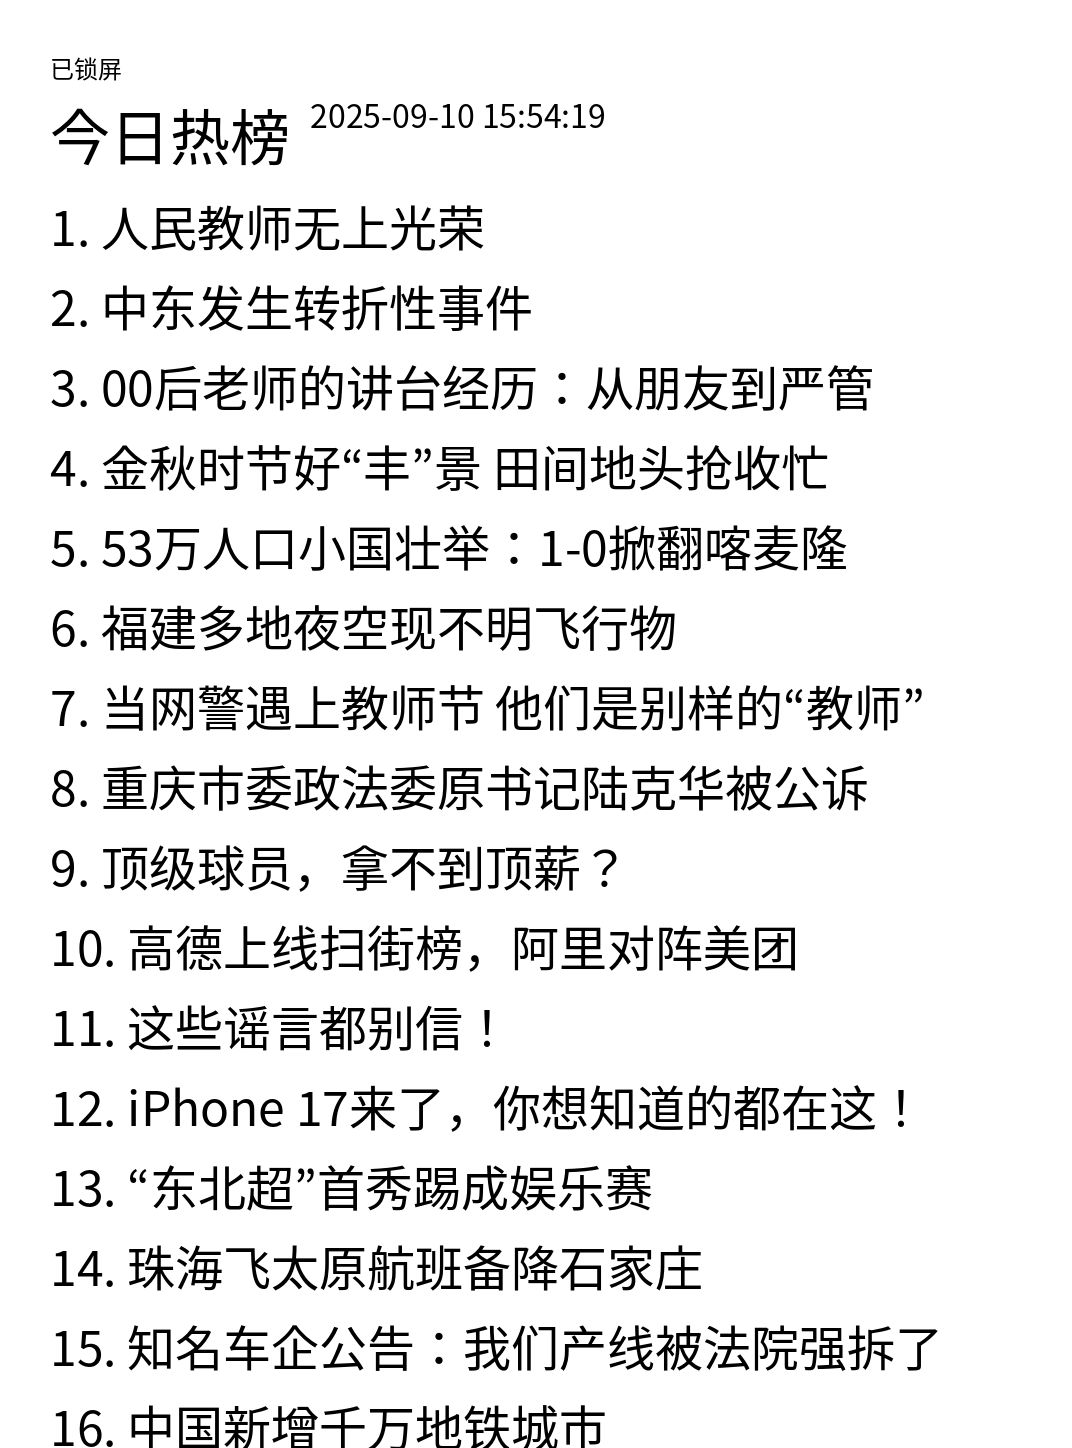 已锁屏
今日热榜 2025-09-10 15:54:19
1. 人民教师无上光荣
2. 中东发生转折性事件
3. 00后老师的讲台经历：从朋友到严管
4. 金秋时节好“丰”景 田间地头抢收忙
5. 53万人口小国壮举：1-0掀翻喀麦隆
6. 福建多地夜空现不明飞行物
7. 当网警遇上教师节 他们是别样的“教师”
8. 重庆市委政法委原书记陆克华被公诉
9. 顶级球员，拿不到顶薪？
10. 高德上线扫街榜，阿里对阵美团
11. 这些谣言都别信！
12. iPhone 17来了，你想知道的都在这！
13. “东北超”首秀踢成娱乐赛
14. 珠海飞太原航班备降石家庄
15. 知名车企公告：我们产线被法院强拆了
16. 中国新增千万地铁城市